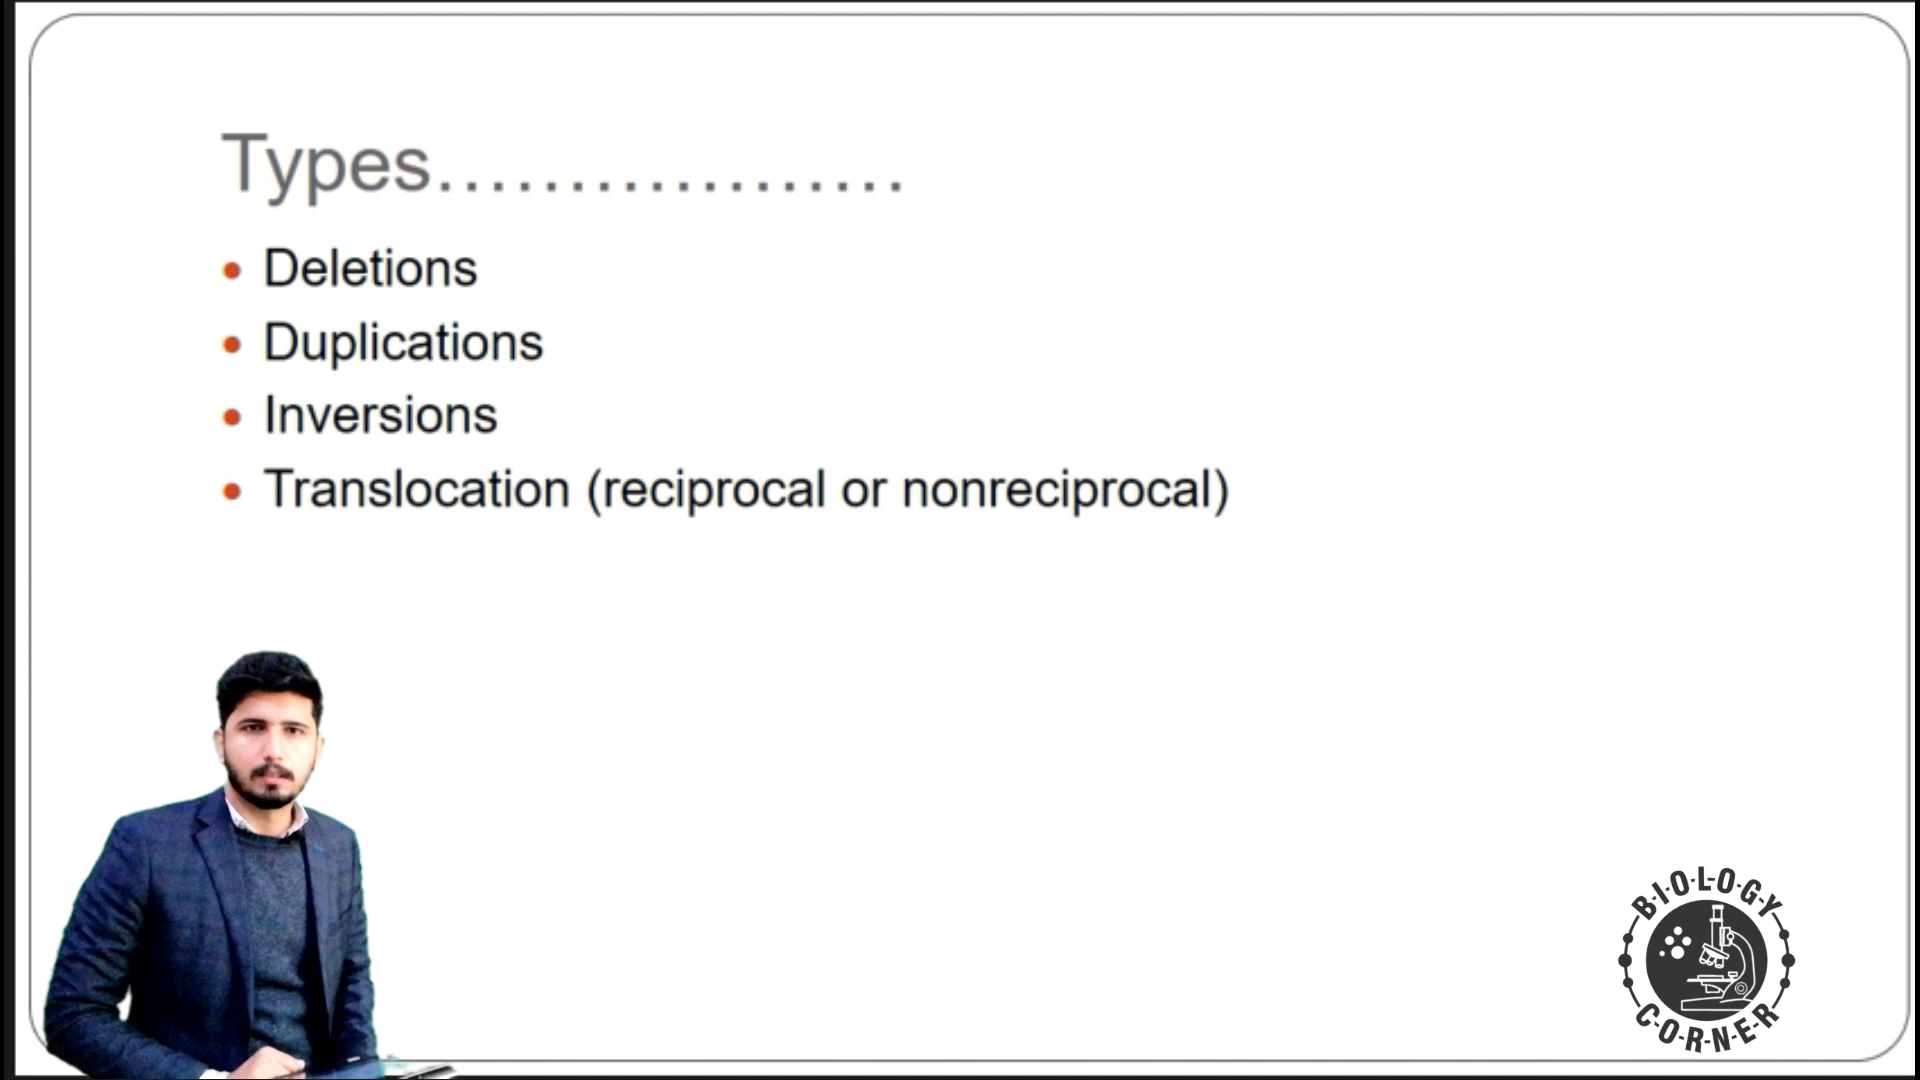 Types..................
• Deletions
• Duplications
• Inversions
• Translocation (reciprocal or nonreciprocal)
B·I·O·L·O·G·Y
C·O·R·N·E·R